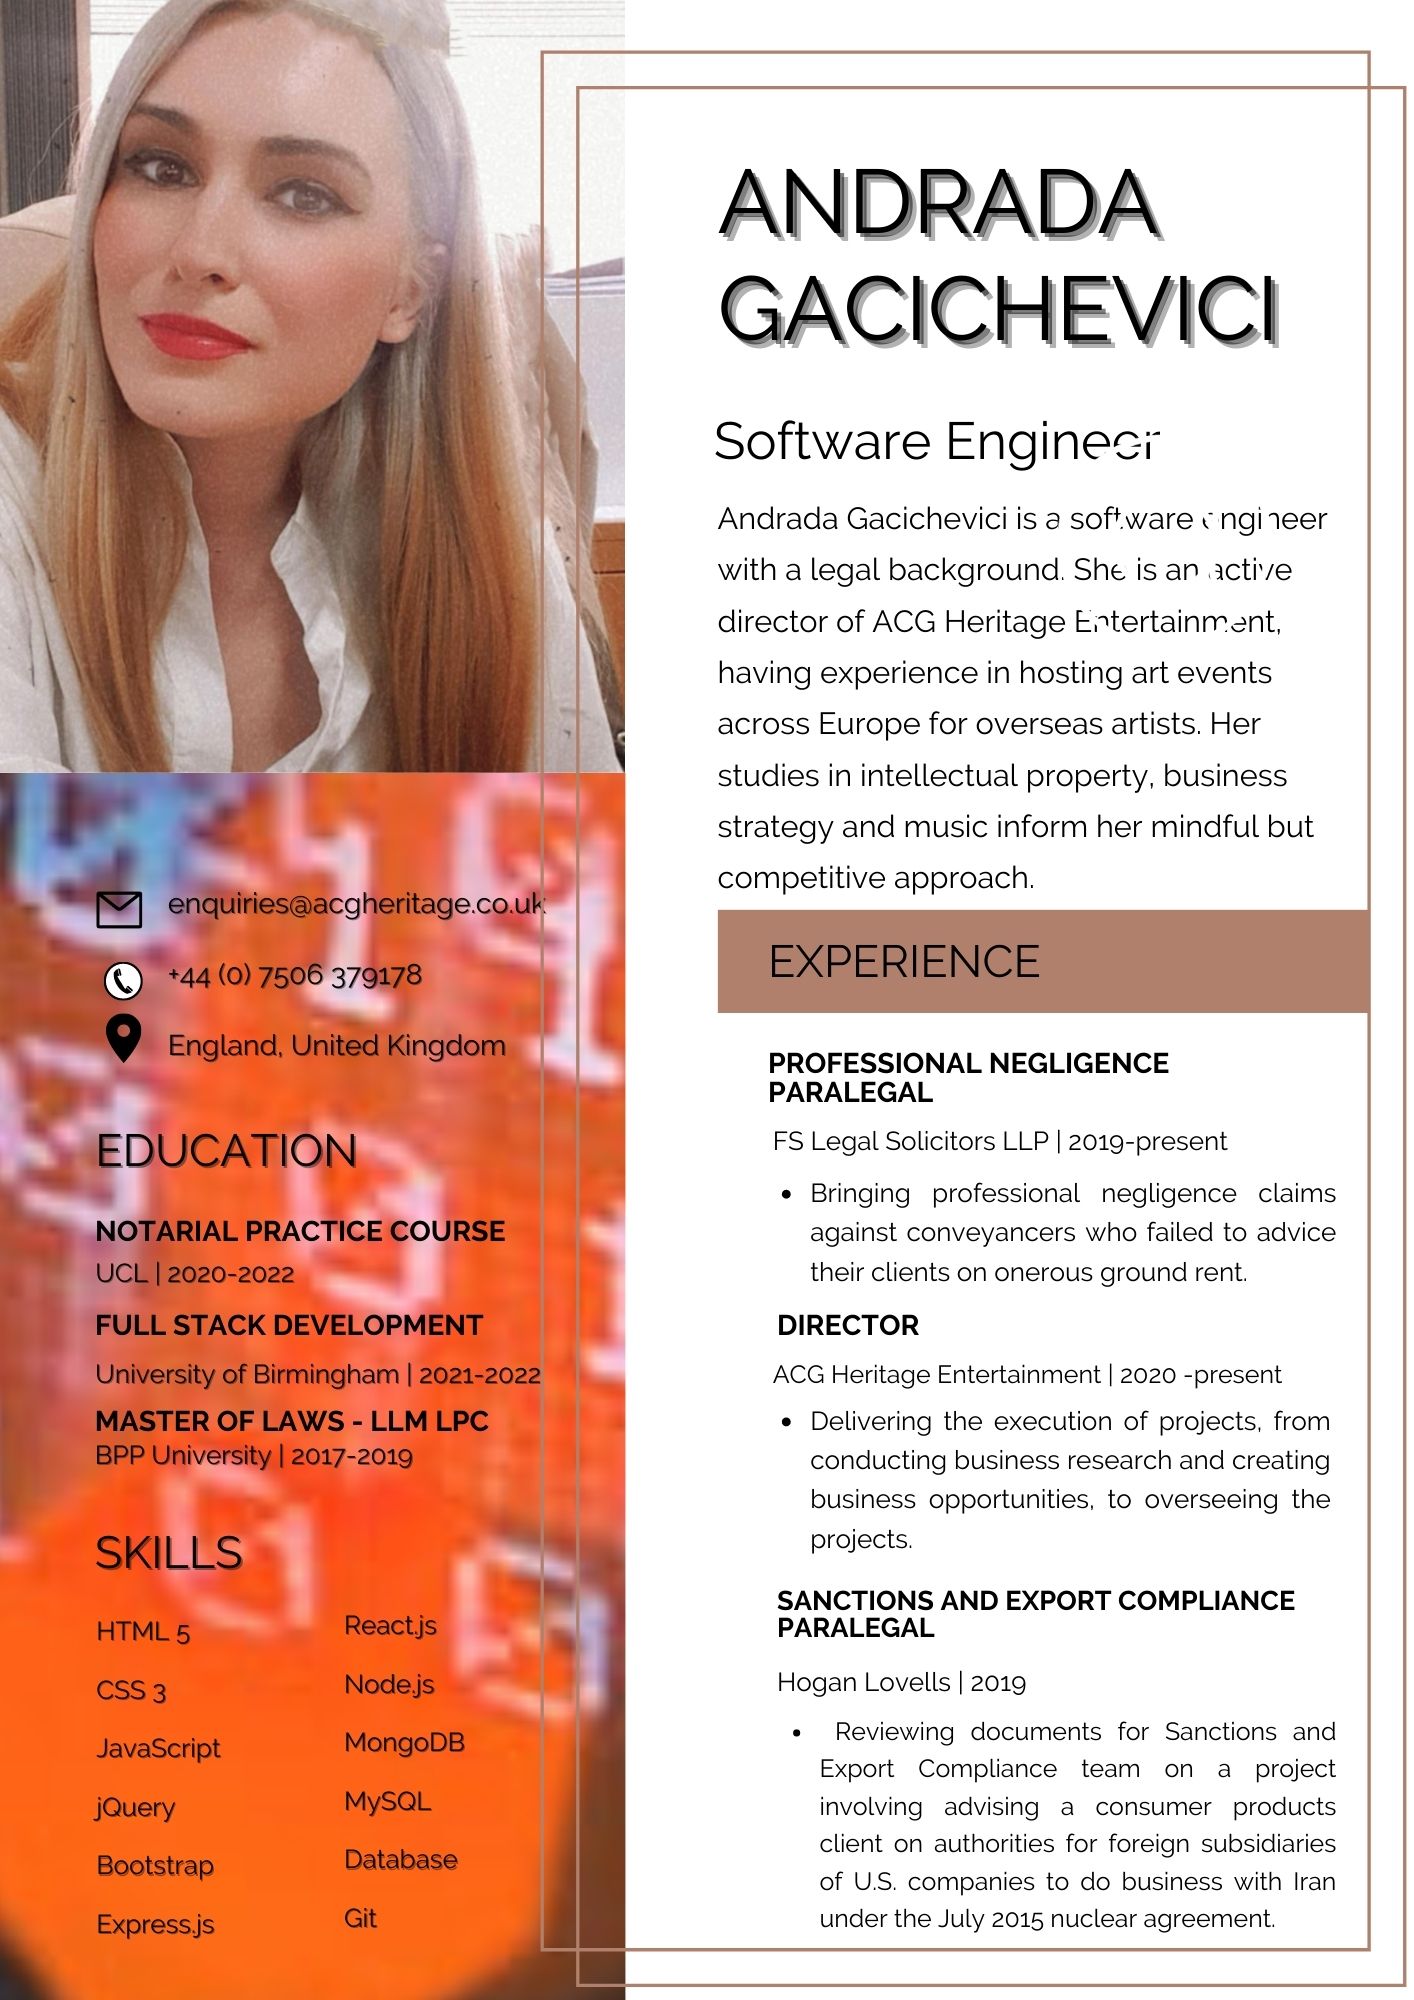 ANDRADA
GACICHEVICI
Software Engineer
Andrada Gacichevici is a software engineer
with a legal background. She is an active
director of ACG Heritage Entertainment,
having experience in hosting art events
across Europe for overseas artists. Her
studies in intellectual property, business
strategy and music inform her mindful but
competitive approach.
enquiries@acgheritage.co.uk
+44 (0) 7506 379178
England, United Kingdom
EDUCATION
NOTARIAL PRACTICE COURSE
UCL | 2020-2022
FULL STACK DEVELOPMENT
University of Birmingham | 2021-2022
MASTER OF LAWS - LLM LPC
BPP University | 2017-2019
SKILLS
HTML 5
CSS 3
JavaScript
jQuery
Bootstrap
Express.js
React.js
Node.js
MongoDB
MySQL
Database
Git
EXPERIENCE
PROFESSIONAL NEGLIGENCE
PARALEGAL
FS Legal Solicitors LLP | 2019-present
• Bringing professional negligence claims
against conveyancers who failed to advice
their clients on onerous ground rent.
DIRECTOR
ACG Heritage Entertainment | 2020 -present
• Delivering the execution of projects, from
conducting business research and creating
business opportunities, to overseeing the
projects.
SANCTIONS AND EXPORT COMPLIANCE
PARALEGAL
Hogan Lovells | 2019
• Reviewing documents for Sanctions and
Export Compliance team on a project
involving advising a consumer products
client on authorities for foreign subsidiaries
of U.S. companies to do business with Iran
under the July 2015 nuclear agreement.